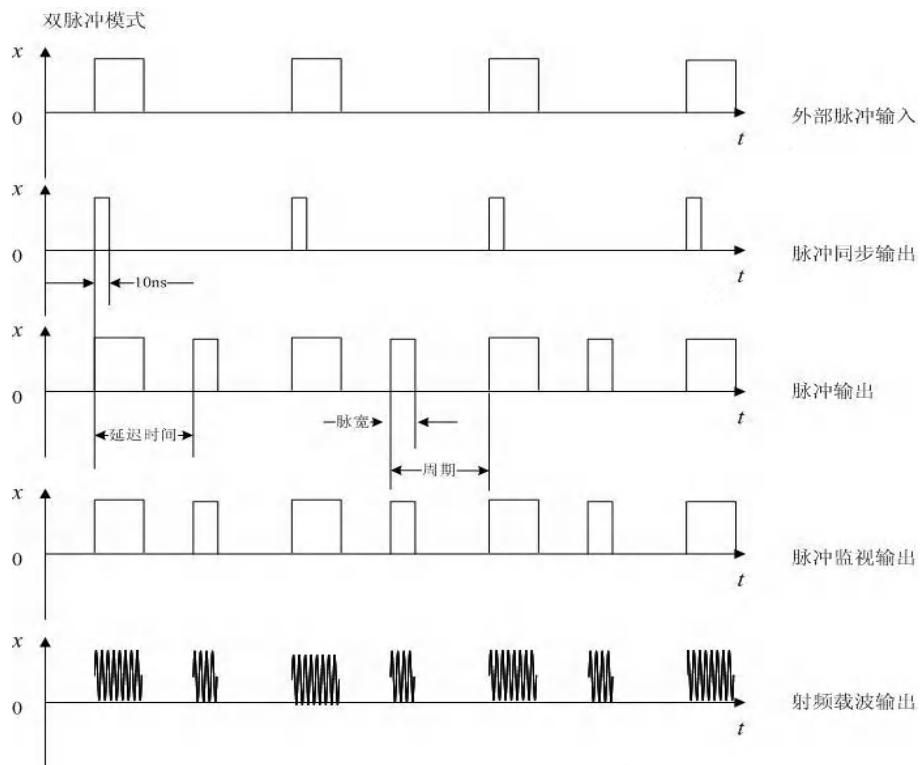 双脉冲模式
x
0
t
外部脉冲输入
x
0
t
脉冲同步输出
10ns
x
0
t
脉冲输出
延迟时间
脉宽
周期
x
0
t
脉冲监视输出
x
0
t
射频载波输出